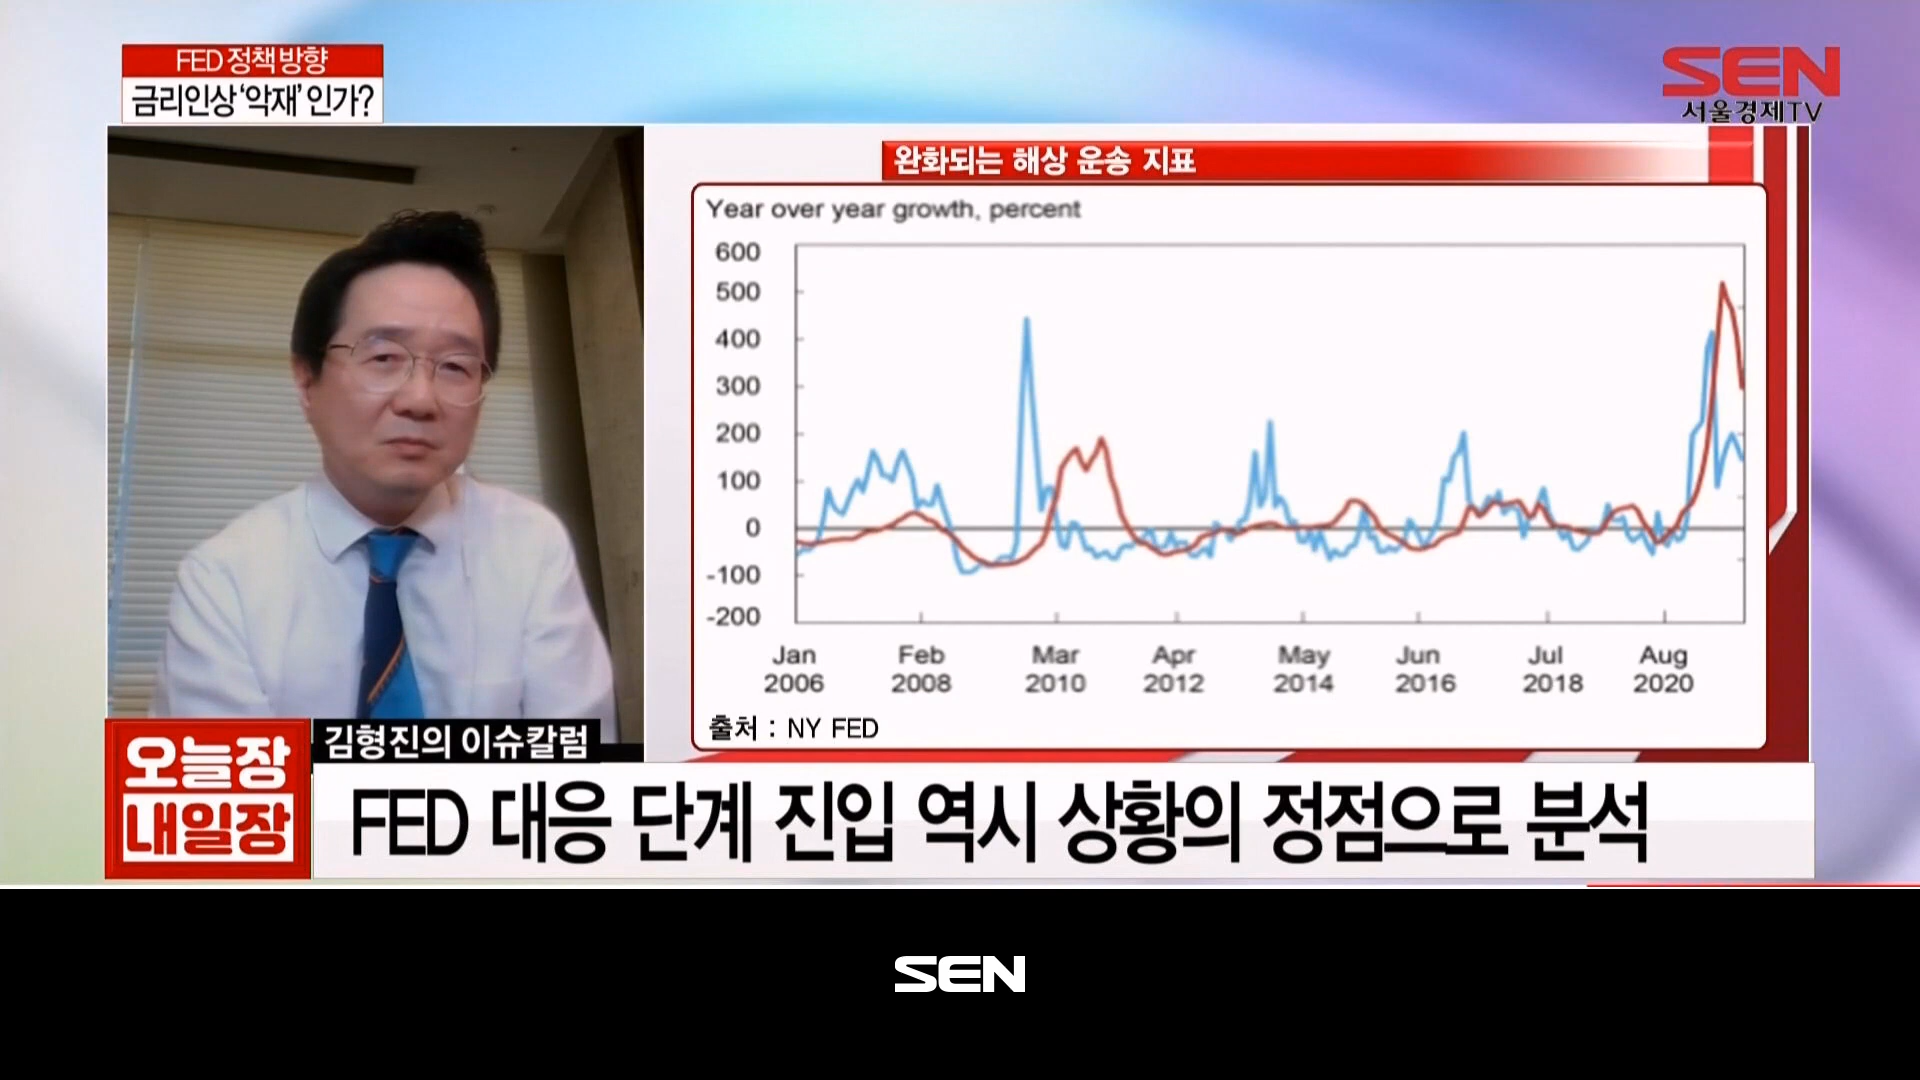 FED 정책방향
금리인상 ‘악재’인가?
SEN
서울경제TV
완화되는 해상 운송 지표
Year over year growth, percent
600
500
400
300
200
100
0
-100
-200
Jan Feb Mar Apr May Jun Jul Aug
2006 2008 2010 2012 2014 2016 2018 2020
출처 : NY FED
김형진의 이슈칼럼
오늘장
내일장
FED 대응 단계 진입 역시 상황의 정점으로 분석
SEN